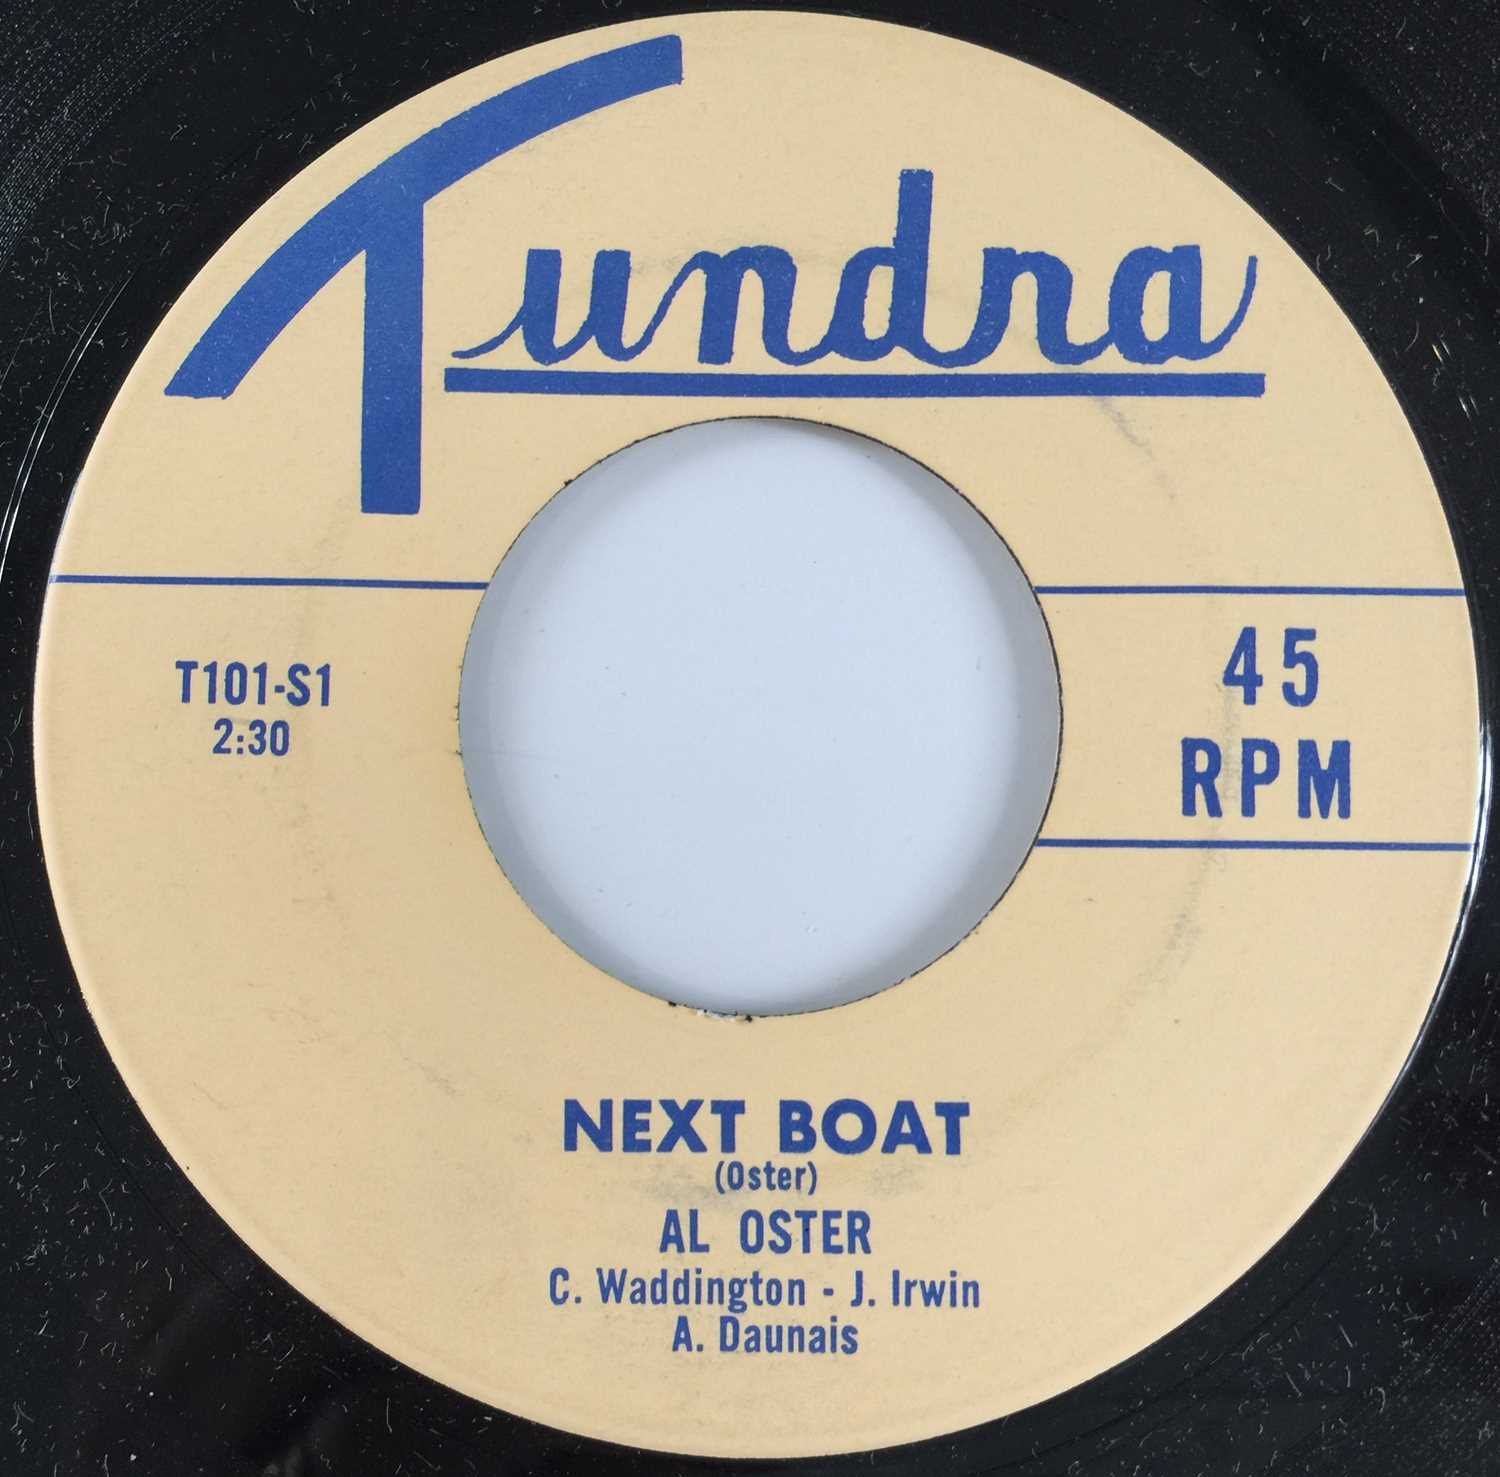 Tundra
T101-S1
2:30
45
RPM
NEXT BOAT
(Oster)
AL OSTER
C. Waddington - J. Irwin
A. Daunais